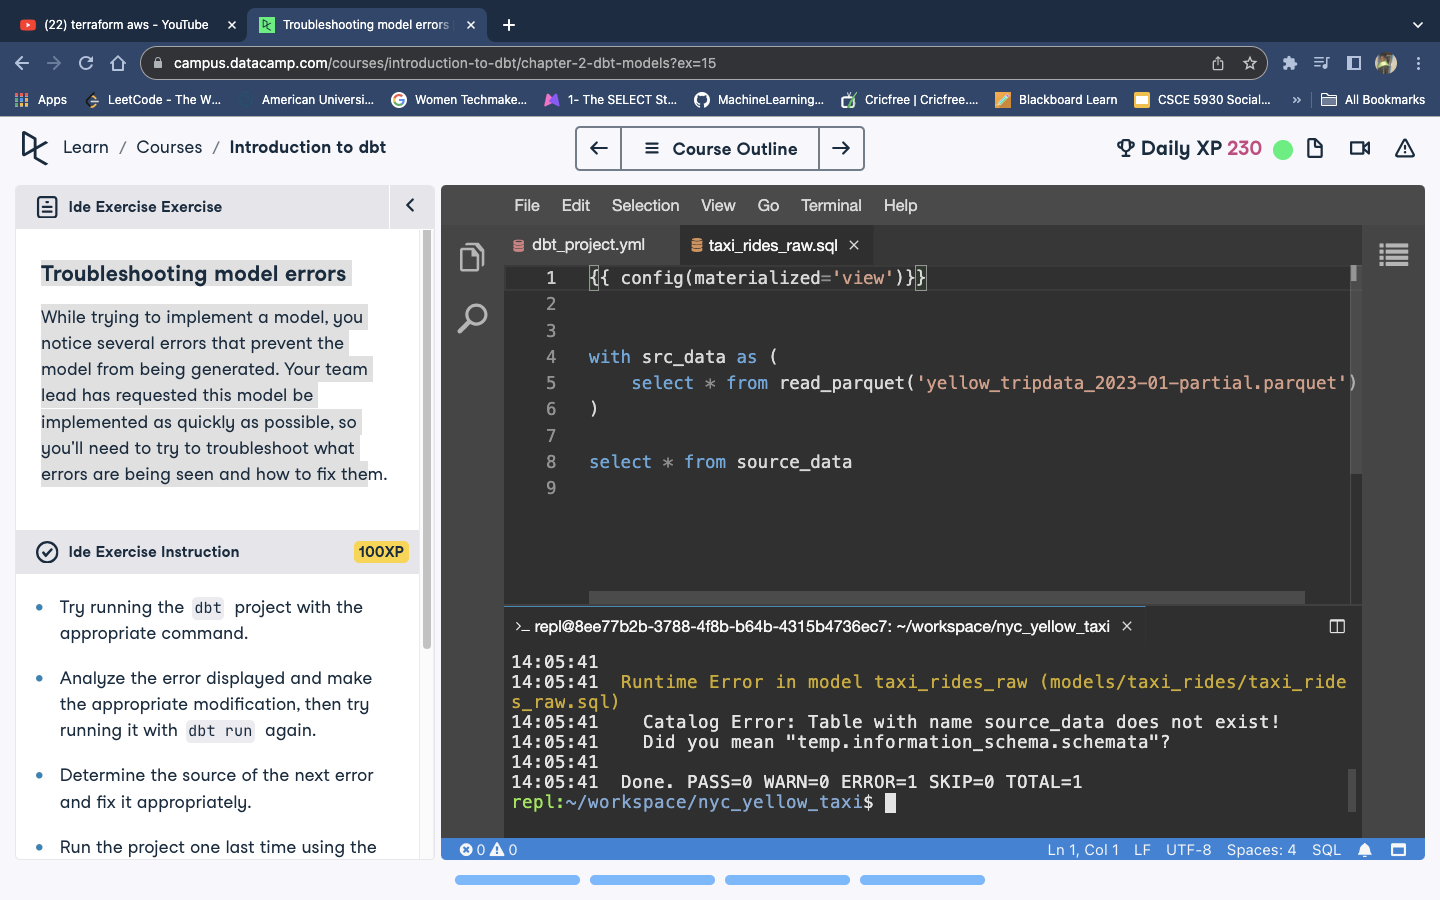 (22) terraform aws - YouTube
Troubleshooting model errors
campus.datacamp.com/courses/introduction-to-dbt/chapter-2-dbt-models?ex=15
Apps
LeetCode - The W...
American Universi...
Women Techmake...
1- The SELECT St...
MachineLearning...
Cricfree | Cricfree....
Blackboard Learn
CSCE 5930 Social...
»
All Bookmarks
Learn / Courses / Introduction to dbt
Course Outline
Daily XP 230
Ide Exercise Exercise
Troubleshooting model errors
While trying to implement a model, you
notice several errors that prevent the
model from being generated. Your team
lead has requested this model be
implemented as quickly as possible, so
you'll need to try to troubleshoot what
errors are being seen and how to fix them.
Ide Exercise Instruction
100XP
Try running the dbt project with the
appropriate command.
Analyze the error displayed and make
the appropriate modification, then try
running it with dbt run again.
Determine the source of the next error
and fix it appropriately.
Run the project one last time using the
File Edit Selection View Go Terminal Help
dbt_project.yml
taxi_rides_raw.sql
1 {{ config(materialized='view')}}
2
3
4 with src_data as (
5 select * from read_parquet('yellow_tripdata_2023-01-partial.parquet')
6 )
7
8 select * from source_data
9
>_ repl@8ee77b2b-3788-4f8b-b64b-4315b4736ec7: ~/workspace/nyc_yellow_taxi
14:05:41
14:05:41 Runtime Error in model taxi_rides_raw (models/taxi_rides/taxi_ride
s_raw.sql)
14:05:41 Catalog Error: Table with name source_data does not exist!
14:05:41 Did you mean "temp.information_schema.schemata"?
14:05:41
14:05:41 Done. PASS=0 WARN=0 ERROR=1 SKIP=0 TOTAL=1
repl:~/workspace/nyc_yellow_taxi$
0 0
Ln 1, Col 1 LF UTF-8 Spaces: 4 SQL